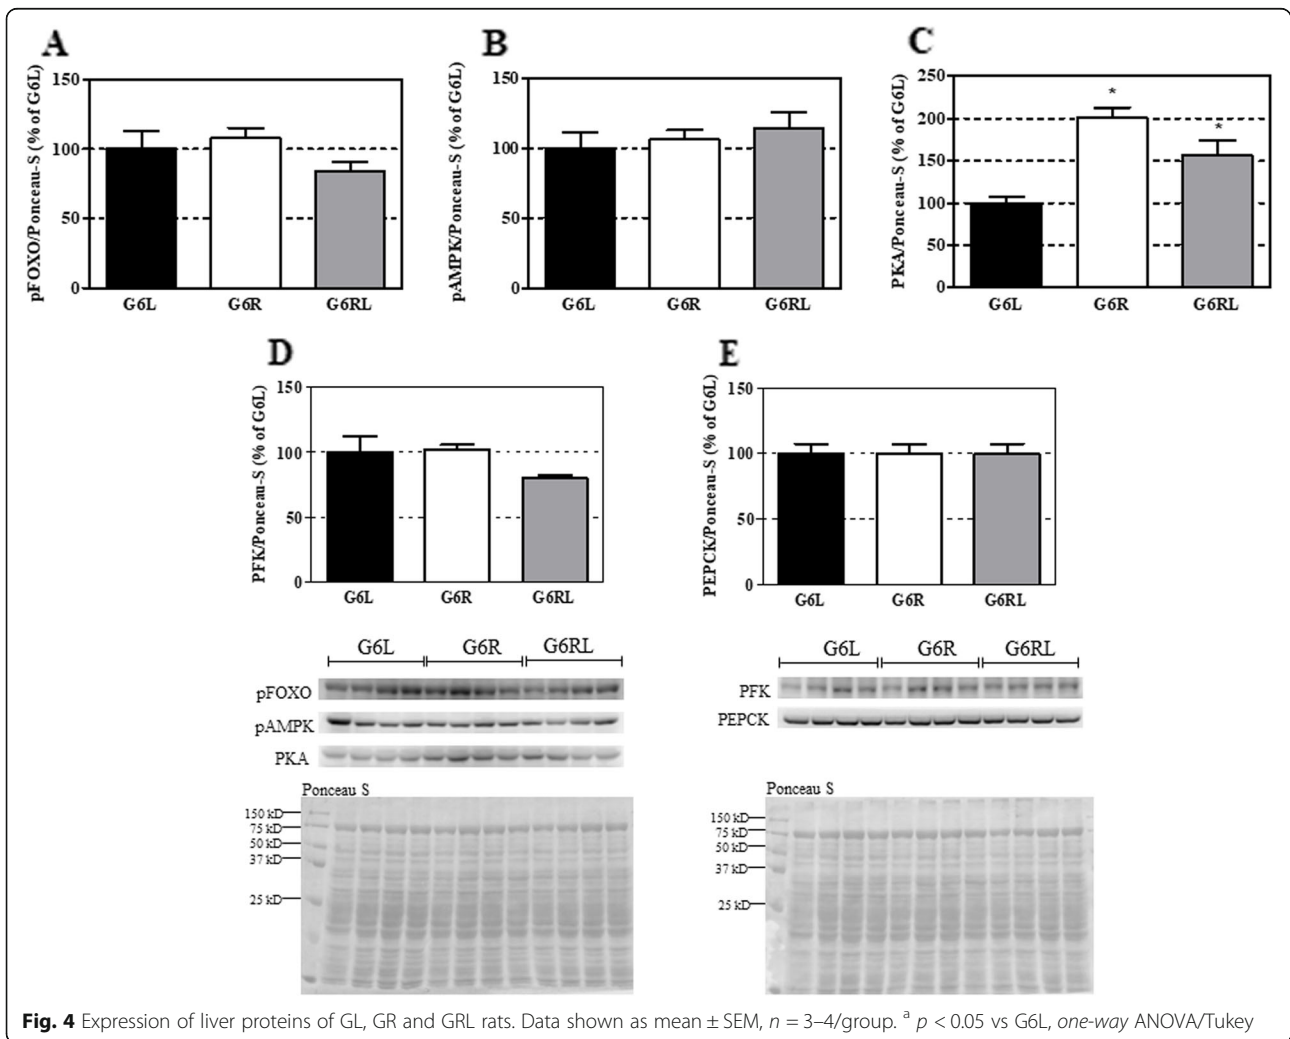 A
pFOXO/Ponceau-S (% of G6L)
150
100
50
0
G6L
G6R
G6RL
B
pAMPK/Ponceau-S (% of G6L)
150
100
50
0
G6L
G6R
G6RL
C
PKA/Ponceau-S (% of G6L)
250
200
150
100
50
0
*
*
G6L
G6R
G6RL
D
PFK/Ponceau-S (% of G6L)
150
100
50
0
G6L
G6R
G6RL
E
PEPCK/Ponceau-S (% of G6L)
150
100
50
0
G6L
G6R
G6RL
G6L G6R G6RL
pFOXO
pAMPK
PKA
Ponceau S
150 kD
75 kD
50 kD
37 kD
25 kD
G6L G6R G6RL
PFK
PEPCK
Ponceau S
150 kD
75 kD
50 kD
37 kD
25 kD
Fig. 4 Expression of liver proteins of GL, GR and GRL rats. Data shown as mean ± SEM, n = 3–4/group. ᵃ p < 0.05 vs G6L, one-way ANOVA/Tukey